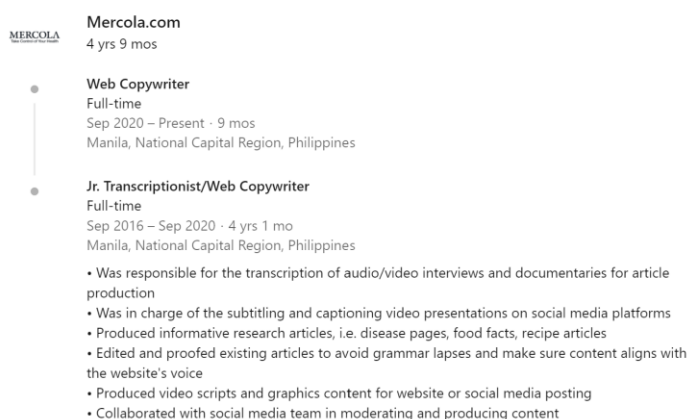 Mercola.com
MERCOLA
Take Control of Your Health
4 yrs 9 mos
Web Copywriter
Full-time
Sep 2020 – Present · 9 mos
Manila, National Capital Region, Philippines
Jr. Transcriptionist/Web Copywriter
Full-time
Sep 2016 – Sep 2020 · 4 yrs 1 mo
Manila, National Capital Region, Philippines
• Was responsible for the transcription of audio/video interviews and documentaries for article
production
• Was in charge of the subtitling and captioning video presentations on social media platforms
• Produced informative research articles, i.e. disease pages, food facts, recipe articles
• Edited and proofed existing articles to avoid grammar lapses and make sure content aligns with
the website's voice
• Produced video scripts and graphics content for website or social media posting
• Collaborated with social media team in moderating and producing content